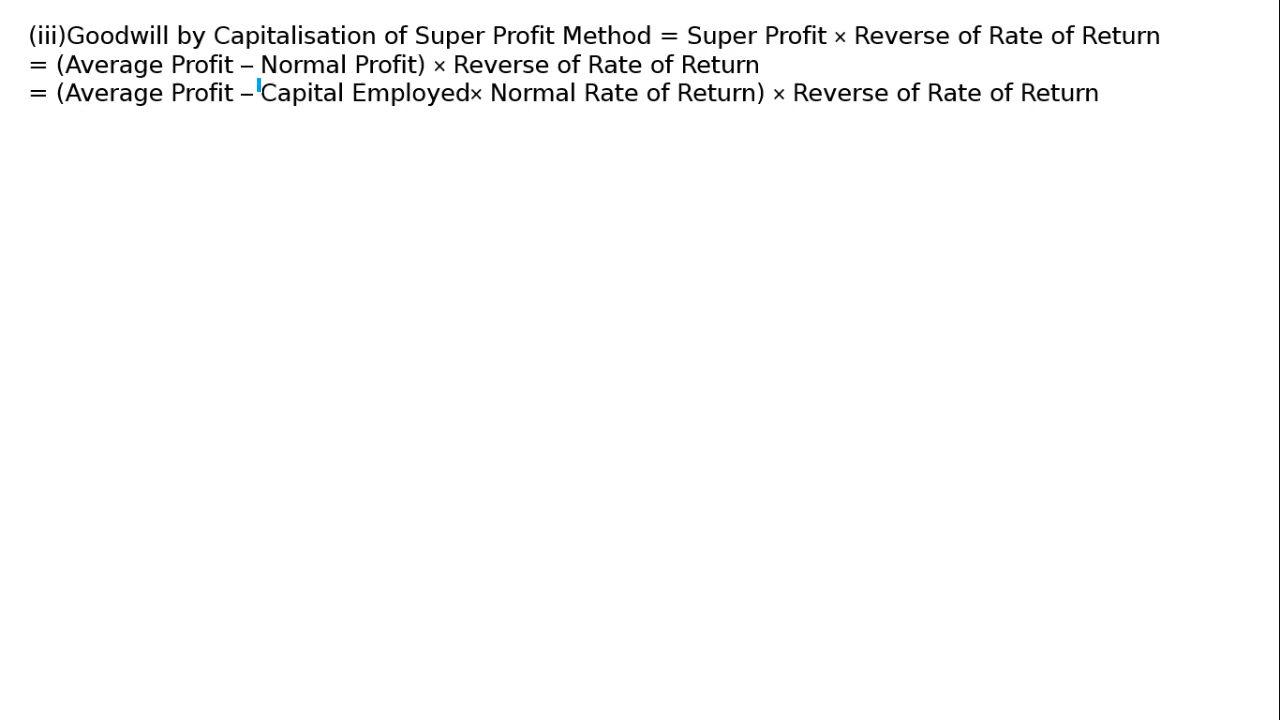 (iii)Goodwill by Capitalisation of Super Profit Method = Super Profit × Reverse of Rate of Return
= (Average Profit – Normal Profit) × Reverse of Rate of Return
= (Average Profit – Capital Employed× Normal Rate of Return) × Reverse of Rate of Return